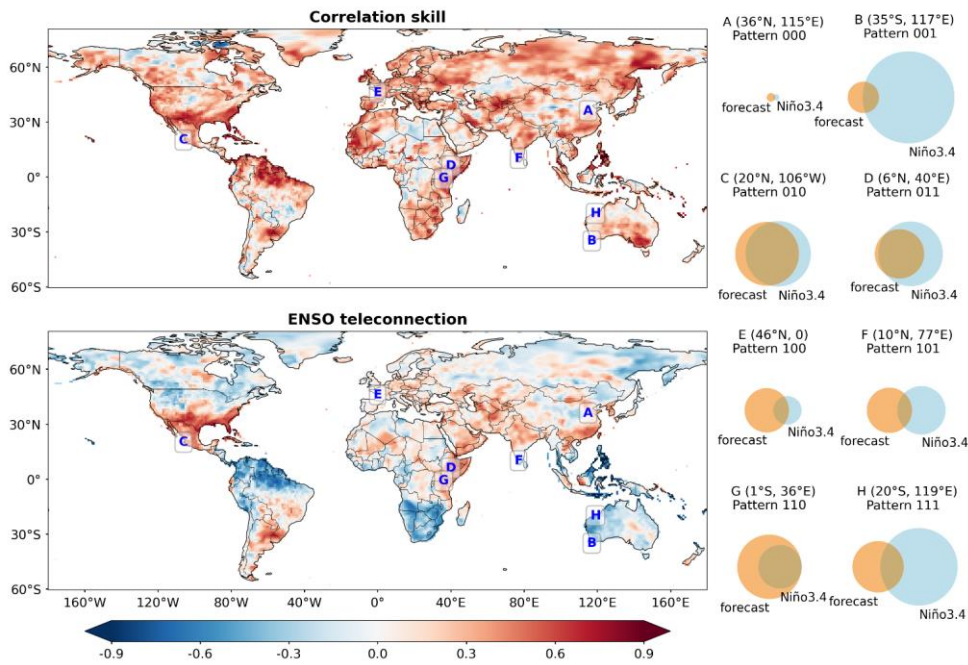 Correlation skill
60°N
30°N
0°
30°S
60°S
A
B
C
D
E
F
G
H
ENSO teleconnection
60°N
30°N
0°
30°S
60°S
A
B
C
D
E
F
G
H
160°W 120°W 80°W 40°W 0° 40°E 80°E 120°E 160°E
-0.9 -0.6 -0.3 0.0 0.3 0.6 0.9
A (36°N, 115°E)
Pattern 000
forecast Niño3.4
B (35°S, 117°E)
Pattern 001
forecast
Niño3.4
C (20°N, 106°W)
Pattern 010
forecast Niño3.4
D (6°N, 40°E)
Pattern 011
forecast Niño3.4
E (46°N, 0)
Pattern 100
forecast Niño3.4
F (10°N, 77°E)
Pattern 101
forecast Niño3.4
G (1°S, 36°E)
Pattern 110
forecast Niño3.4
H (20°S, 119°E)
Pattern 111
forecast
Niño3.4